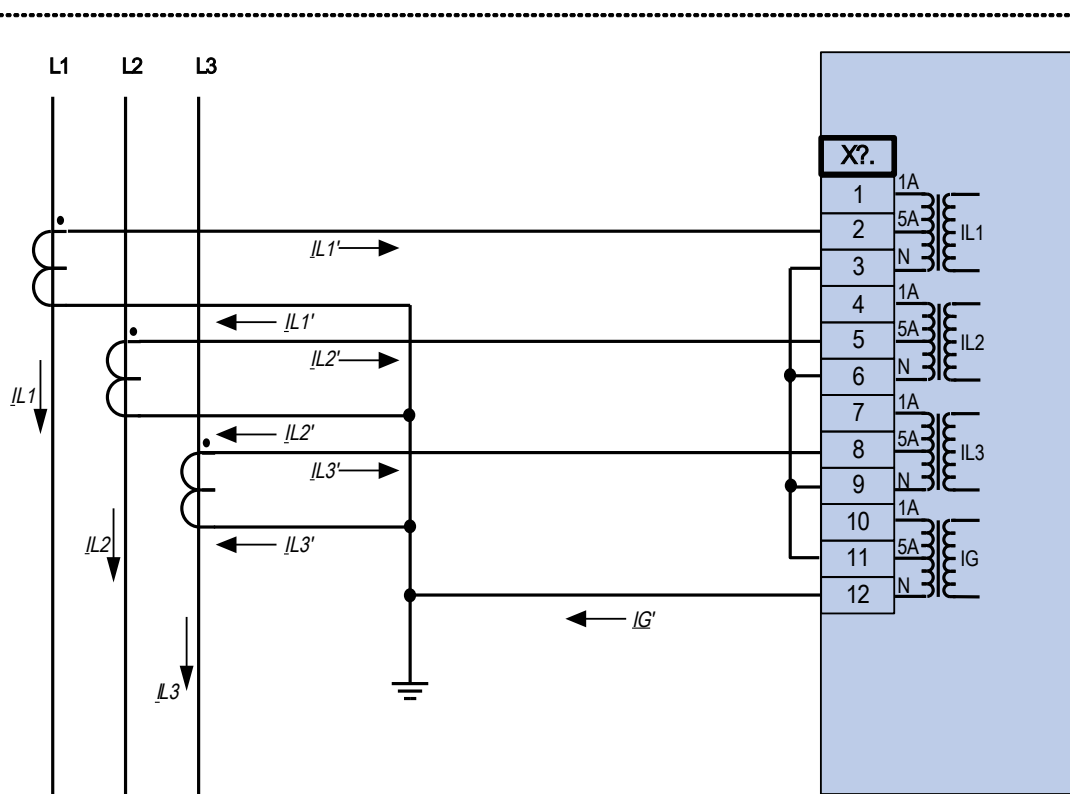 L1 L2 L3
X?.
1 1A
2 5A IL1
3 N
4 1A
5 5A IL2
6 N
7 1A
8 5A IL3
9 N
10 1A
11 5A IG
12 N
IL1'
IL1'
IL2'
IL1
IL2'
IL3'
IL2
IL3'
IG'
IL3